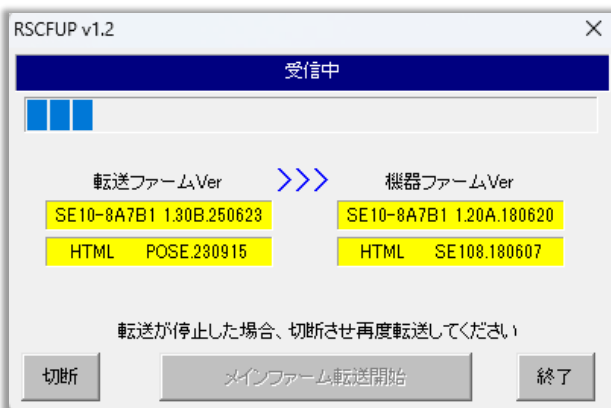 RSCFUP v1.2
受信中
転送ファームVer >>> 機器ファームVer
SE10-8A7B1 1.30B.250623 SE10-8A7B1 1.20A.180620
HTML POSE.230915 HTML SE108.180607
転送が停止した場合、切断させ再度転送してください
切断 メインファーム転送開始 終了